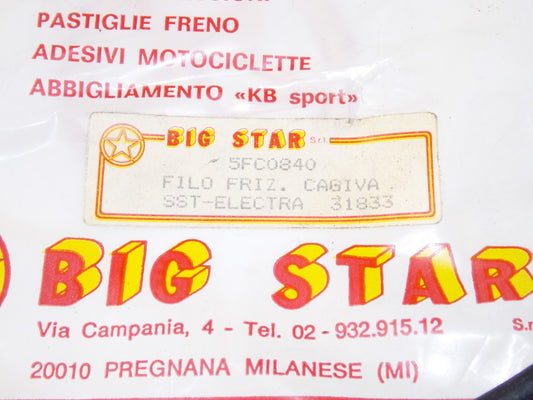 PASTIGLIE FRENO
ADESIVI MOTOCICLETTE
ABBIGLIAMENTO «KB sport»
BIG STAR S.r.l.
5FC0840
FILO FRIZ. CAGIVA
SST-ELECTRA 31833
BIG STAR
Via Campania, 4 - Tel. 02 - 932.915.12
20010 PREGNANA MILANESE (MI)